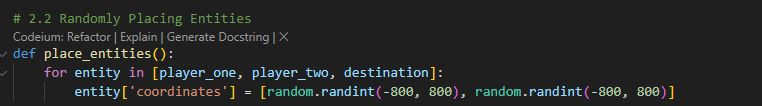 # 2.2 Randomly Placing Entities
Codeium: Refactor | Explain | Generate Docstring | ×
def place_entities():
    for entity in [player_one, player_two, destination]:
        entity['coordinates'] = [random.randint(-800, 800), random.randint(-800, 800)]